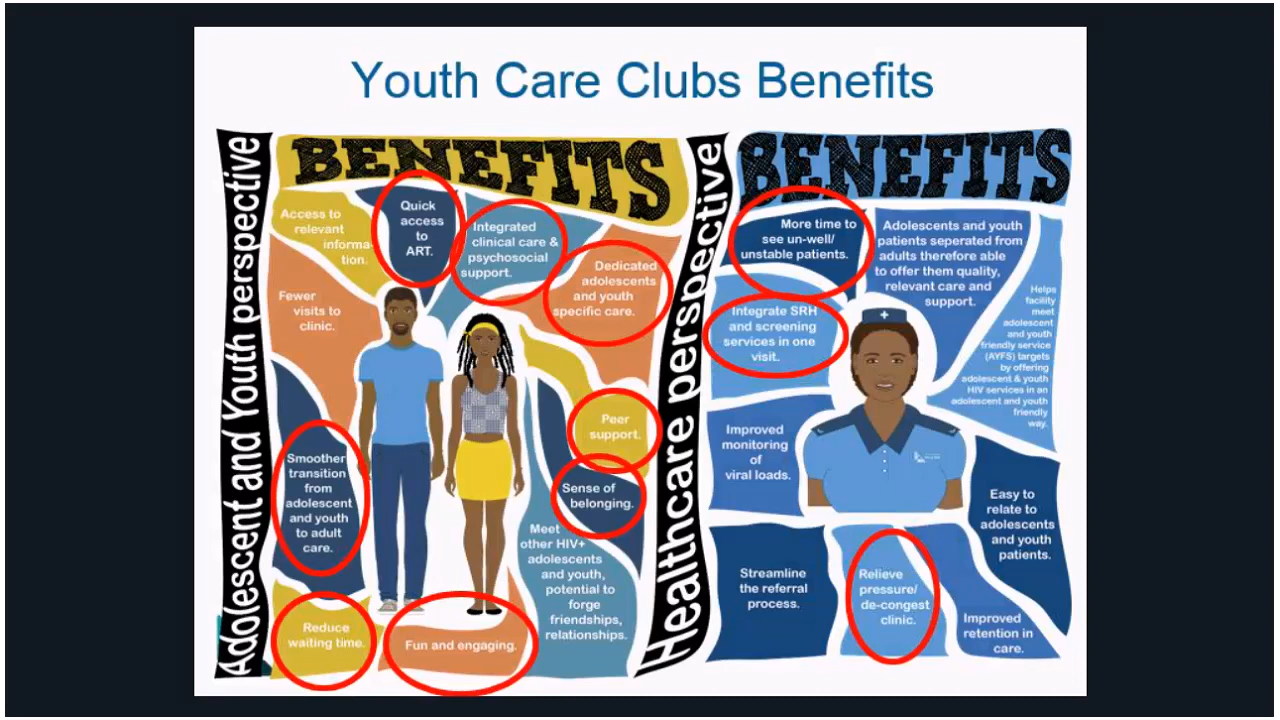 Youth Care Clubs Benefits
Adolescent and Youth perspective
BENEFITS
Access to
relevant
informa-
tion.
Quick
access
to
ART.
Integrated
clinical care &
psychosocial
support.
Dedicated
adolescents
and youth
specific care.
Fewer
visits to
clinic.
Peer
support.
Smoother
transition
from
adolescent
and youth
to adult
care.
Sense of
belonging.
Meet
other HIV+
adolescents
and youth,
potential to
forge
friendships,
relationships.
Reduce
waiting time.
Fun and engaging.
Healthcare perspective
BENEFITS
More time to
see un-well/
unstable patients.
Adolescents and youth
patients seperated from
adults therefore able
to offer them quality,
relevant care and
support.
Helps
facility
meet
adolescent
and youth
friendly service
(AYFS) targets
by offering
adolescent & youth
HIV services in an
adolescent and youth
friendly
way.
Integrate SRH
and screening
services in one
visit.
Improved
monitoring
of
viral loads.
Easy to
relate to
adolescents
and youth
patients.
Streamline
the referral
process.
Relieve
pressure/
de-congest
clinic.
Improved
retention in
care.